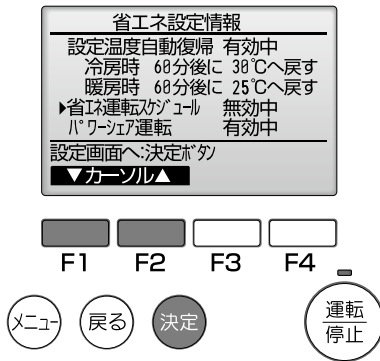 省エネ設定情報
設定温度自動復帰 有効中
冷房時 60分後に 30℃へ戻す
暖房時 60分後に 25℃へ戻す
▶省エネ運転スケジュール 無効中
パワーシェア運転 有効中
設定画面へ:決定ボタン
▼カーソル▲
F1 F2 F3 F4
メニュー 戻る 決定 運転
停止